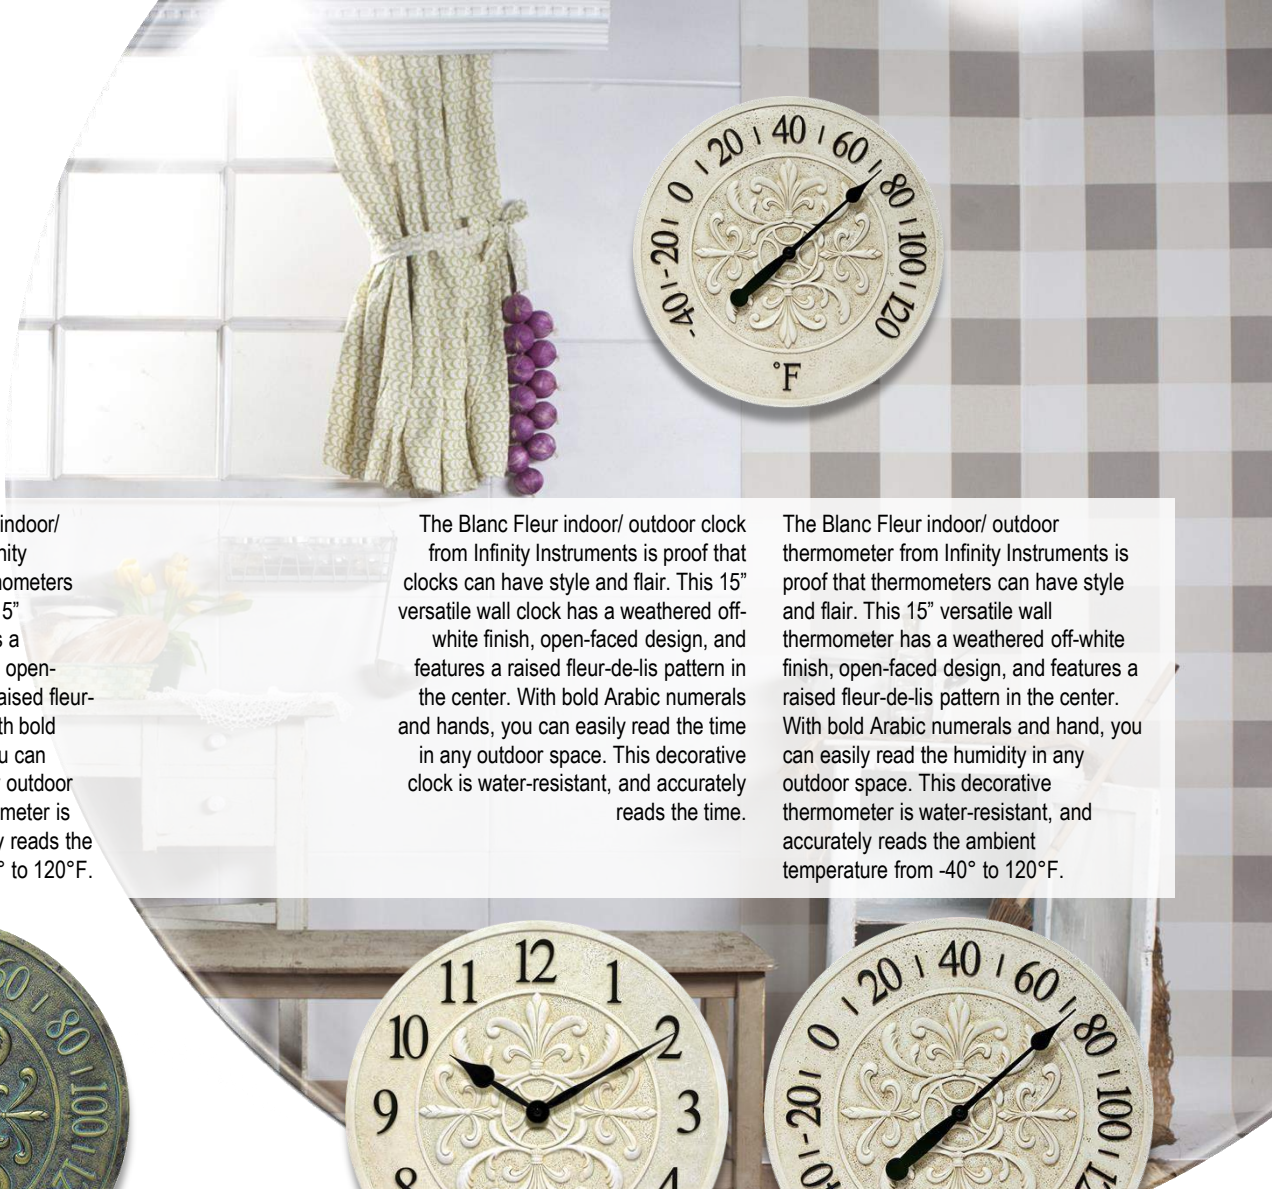 20 40 60
0 80
-20 100
-40 120
°F
indoor/
5”
s a
open-
aised fleur-
th bold
u can
outdoor
meter is
y reads the
° to 120°F.
The Blanc Fleur indoor/ outdoor clock
from Infinity Instruments is proof that
clocks can have style and flair. This 15”
versatile wall clock has a weathered off-
white finish, open-faced design, and
features a raised fleur-de-lis pattern in
the center. With bold Arabic numerals
and hands, you can easily read the time
in any outdoor space. This decorative
clock is water-resistant, and accurately
reads the time.
The Blanc Fleur indoor/ outdoor
thermometer from Infinity Instruments is
proof that thermometers can have style
and flair. This 15” versatile wall
thermometer has a weathered off-white
finish, open-faced design, and features a
raised fleur-de-lis pattern in the center.
With bold Arabic numerals and hand, you
can easily read the humidity in any
outdoor space. This decorative
thermometer is water-resistant, and
accurately reads the ambient
temperature from -40° to 120°F.
60 80 100
11 12 1
10 2
9 3
8 4
20 40 60
0 80
-20 100